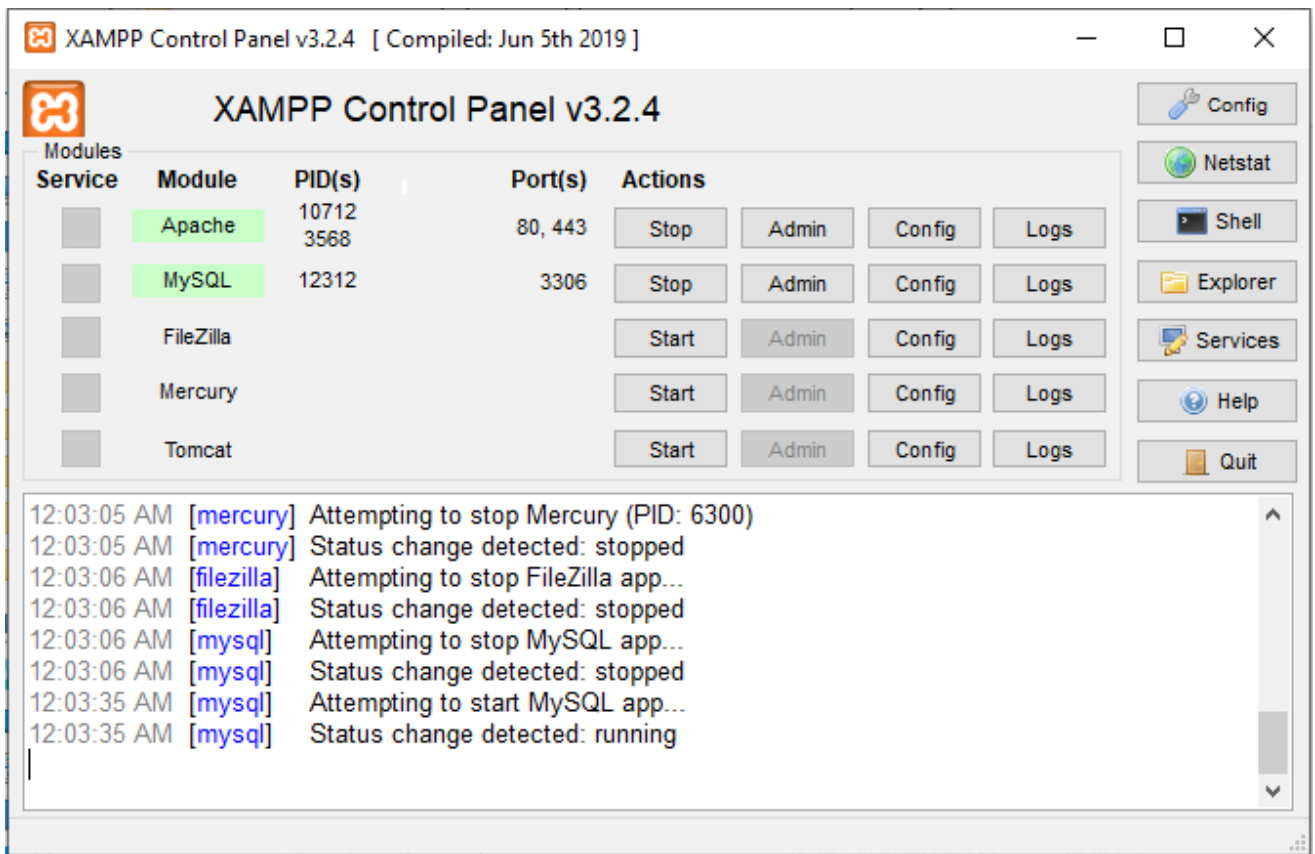 XAMPP Control Panel v3.2.4 [ Compiled: Jun 5th 2019 ]
XAMPP Control Panel v3.2.4
Config
Modules
Service Module PID(s) Port(s) Actions
Netstat
Apache 10712 3568 80, 443 Stop Admin Config Logs
Shell
MySQL 12312 3306 Stop Admin Config Logs
Explorer
FileZilla Start Admin Config Logs
Services
Mercury Start Admin Config Logs
Help
Tomcat Start Admin Config Logs
Quit
12:03:05 AM [mercury] Attempting to stop Mercury (PID: 6300)
12:03:05 AM [mercury] Status change detected: stopped
12:03:06 AM [filezilla] Attempting to stop FileZilla app...
12:03:06 AM [filezilla] Status change detected: stopped
12:03:06 AM [mysql] Attempting to stop MySQL app...
12:03:06 AM [mysql] Status change detected: stopped
12:03:35 AM [mysql] Attempting to start MySQL app...
12:03:35 AM [mysql] Status change detected: running